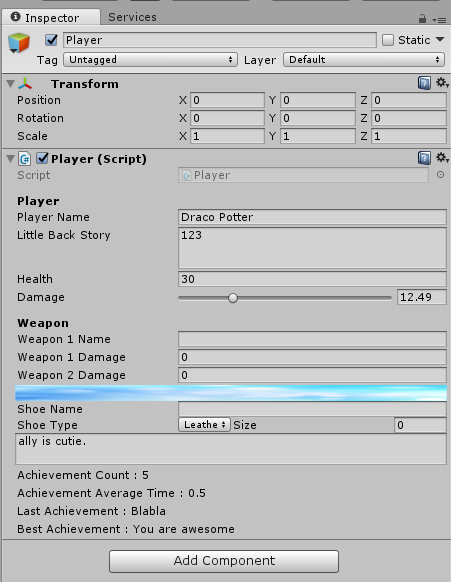 Inspector Services
Player Static
Tag Untagged Layer Default
Transform
Position X 0 Y 0 Z 0
Rotation X 0 Y 0 Z 0
Scale X 1 Y 1 Z 1
Player (Script)
Script Player
Player
Player Name Draco Potter
Little Back Story 123
Health 30
Damage 12.49
Weapon
Weapon 1 Name
Weapon 1 Damage 0
Weapon 2 Damage 0
Shoe Name
Shoe Type Leathe Size 0
ally is cutie.
Achievement Count : 5
Achievement Average Time : 0.5
Last Achievement : Blabla
Best Achievement : You are awesome
Add Component